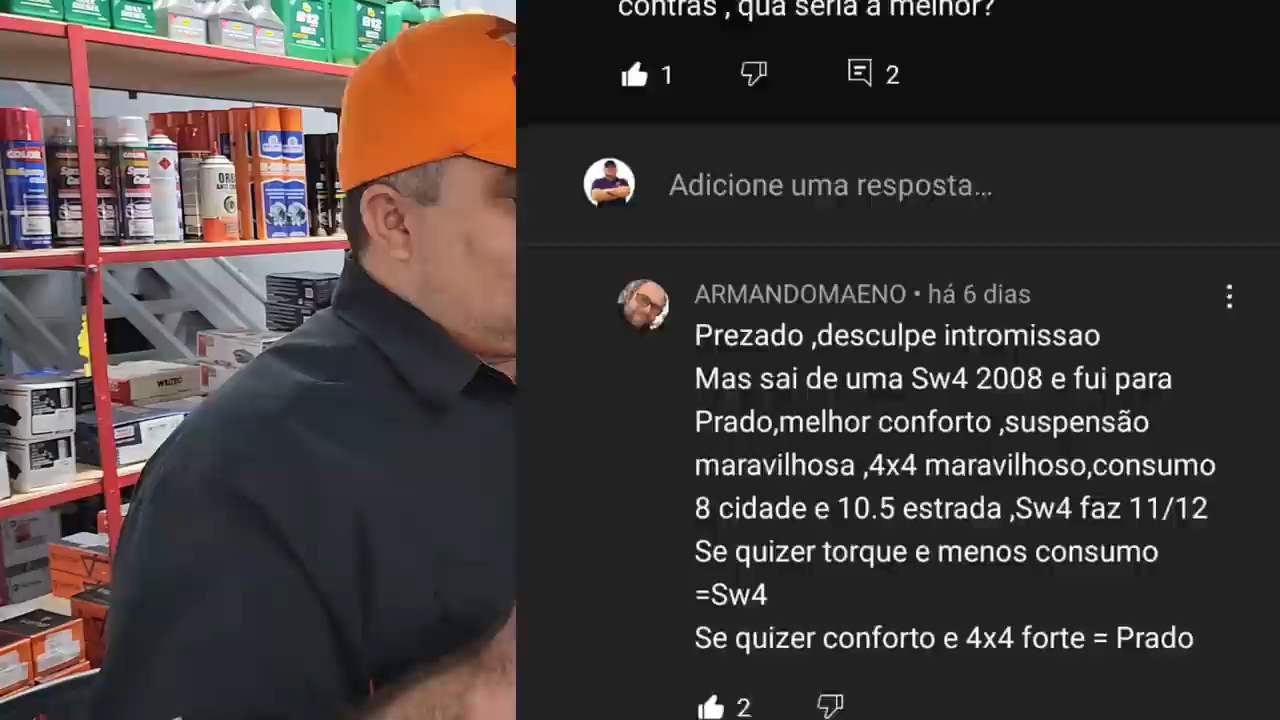 contras , qua seria a melhor?
1
2
Adicione uma resposta...
ARMANDOMAENO • há 6 dias
Prezado ,desculpe intromissao
Mas sai de uma Sw4 2008 e fui para
Prado,melhor conforto ,suspensão
maravilhosa ,4x4 maravilhoso,consumo
8 cidade e 10.5 estrada ,Sw4 faz 11/12
Se quizer torque e menos consumo
=Sw4
Se quizer conforto e 4x4 forte = Prado
2
B12